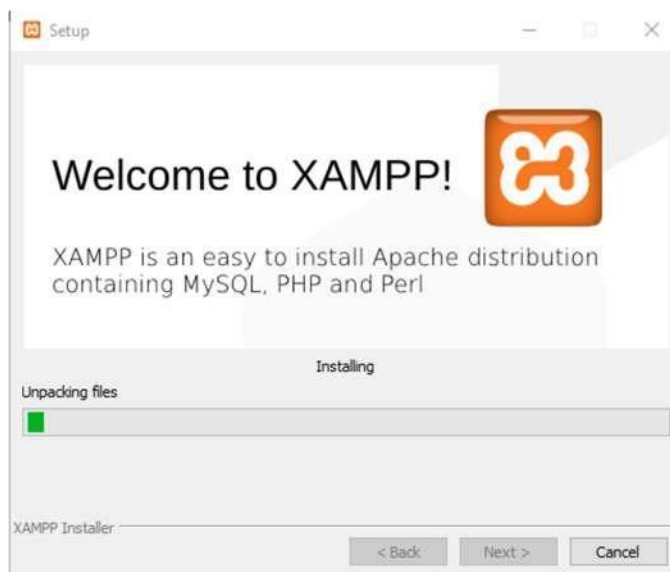 Setup
Welcome to XAMPP!
XAMPP is an easy to install Apache distribution
containing MySQL, PHP and Perl
Installing
Unpacking files
XAMPP Installer
< Back
Next >
Cancel